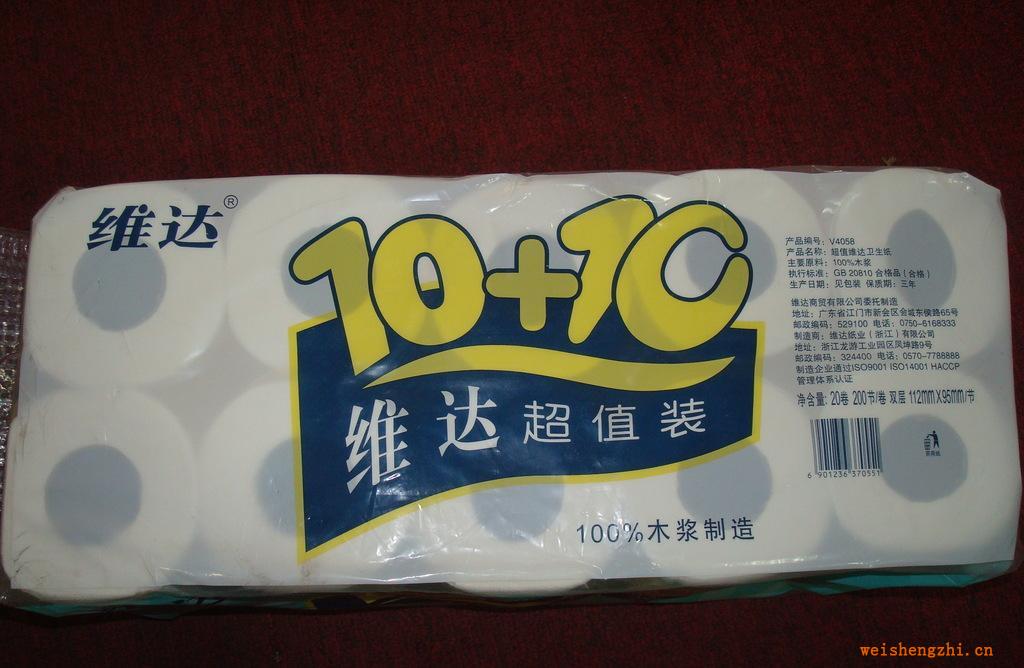 维达®
10+10
维达超值装
100%木浆制造
产品编号: V4058
产品名称: 超值维达卫生纸
主要原料: 100%木浆
执行标准: GB 20810 合格品 (合格)
生产日期: 见包装 保质期: 三年
维达商贸有限公司委托制造
地址: 广东省江门市新会区会城东侯路65号
邮政编码: 529100 电话: 0750-6168333
制造商: 维达纸业 (浙江) 有限公司
地址: 浙江龙游工业园区凤坤路9号
邮政编码: 324400 电话: 0570-7788888
制造企业通过ISO9001 ISO14001 HACCP
管理体系认证
净含量: 20卷 200节/卷 双层 112mmX95mm/节
6 901236 370551
weishengzhi.cn